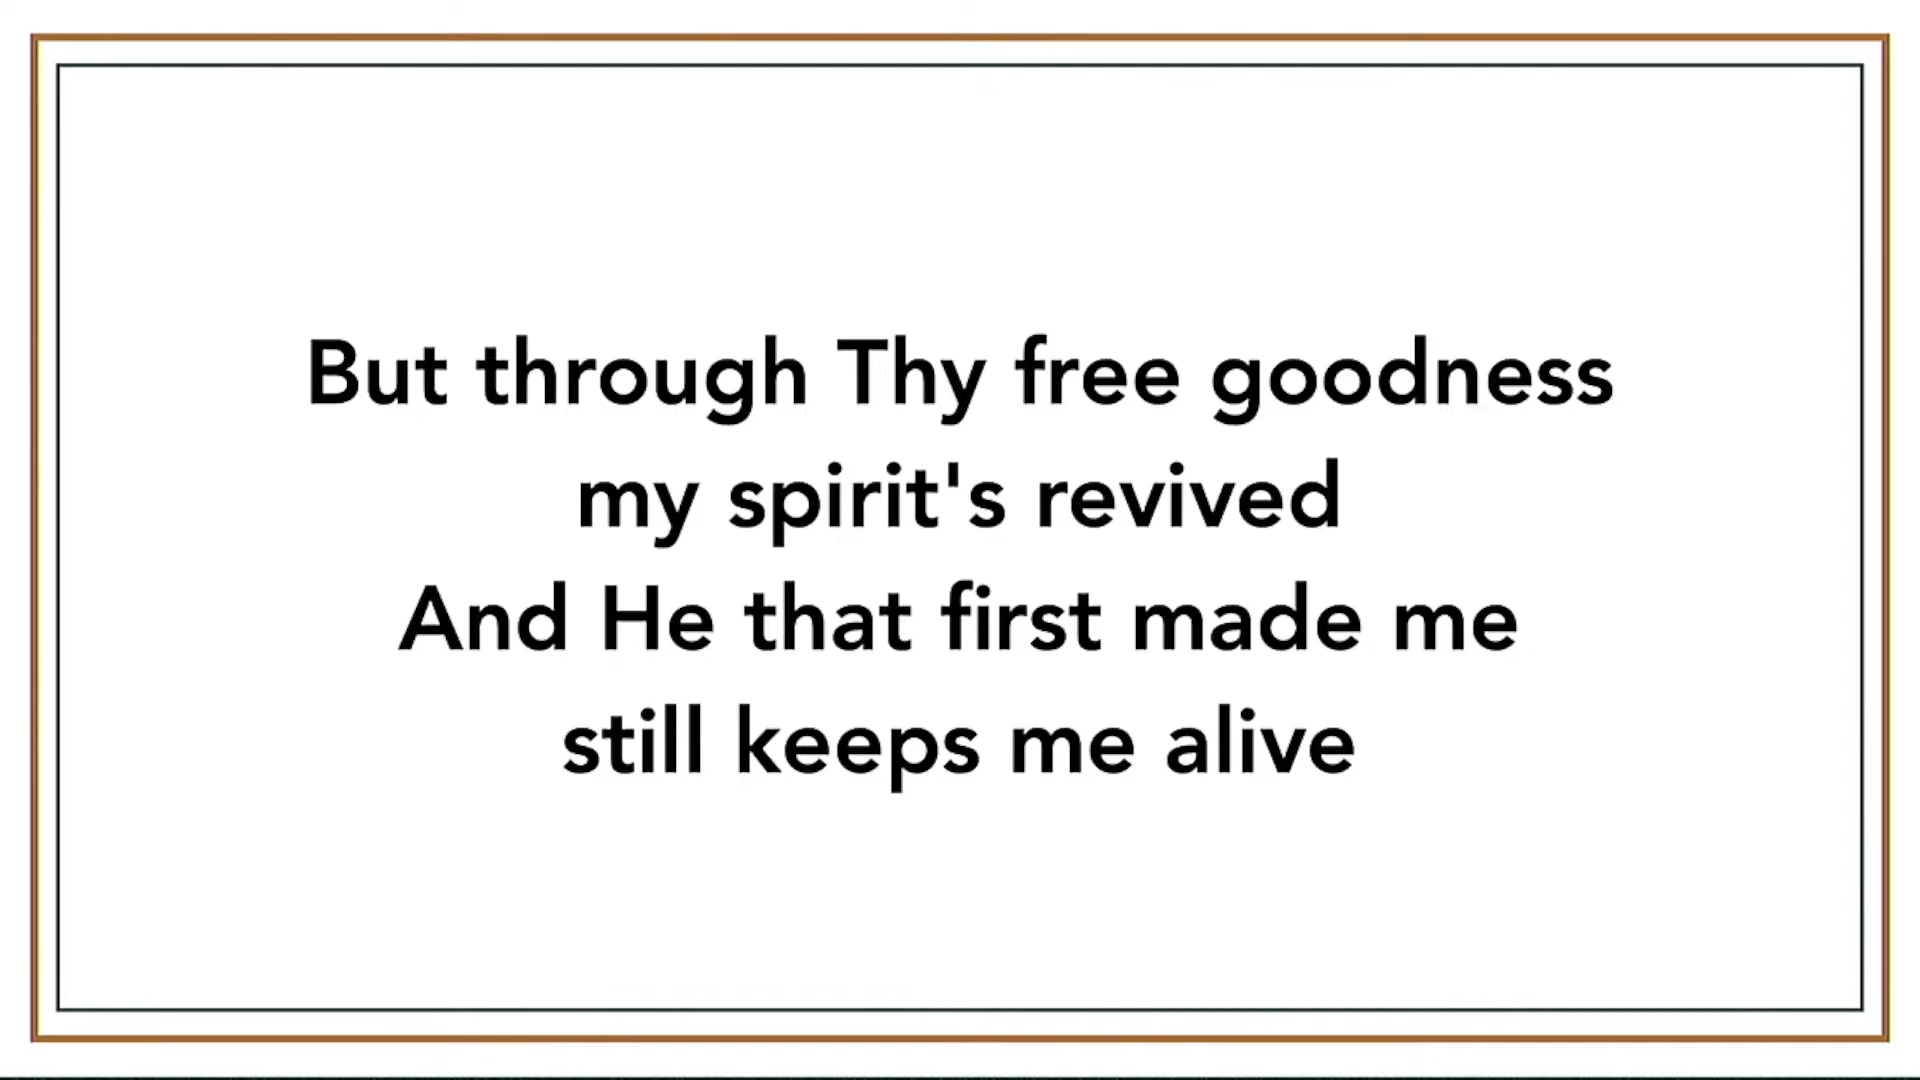 But through Thy free goodness
my spirit's revived
And He that first made me
still keeps me alive